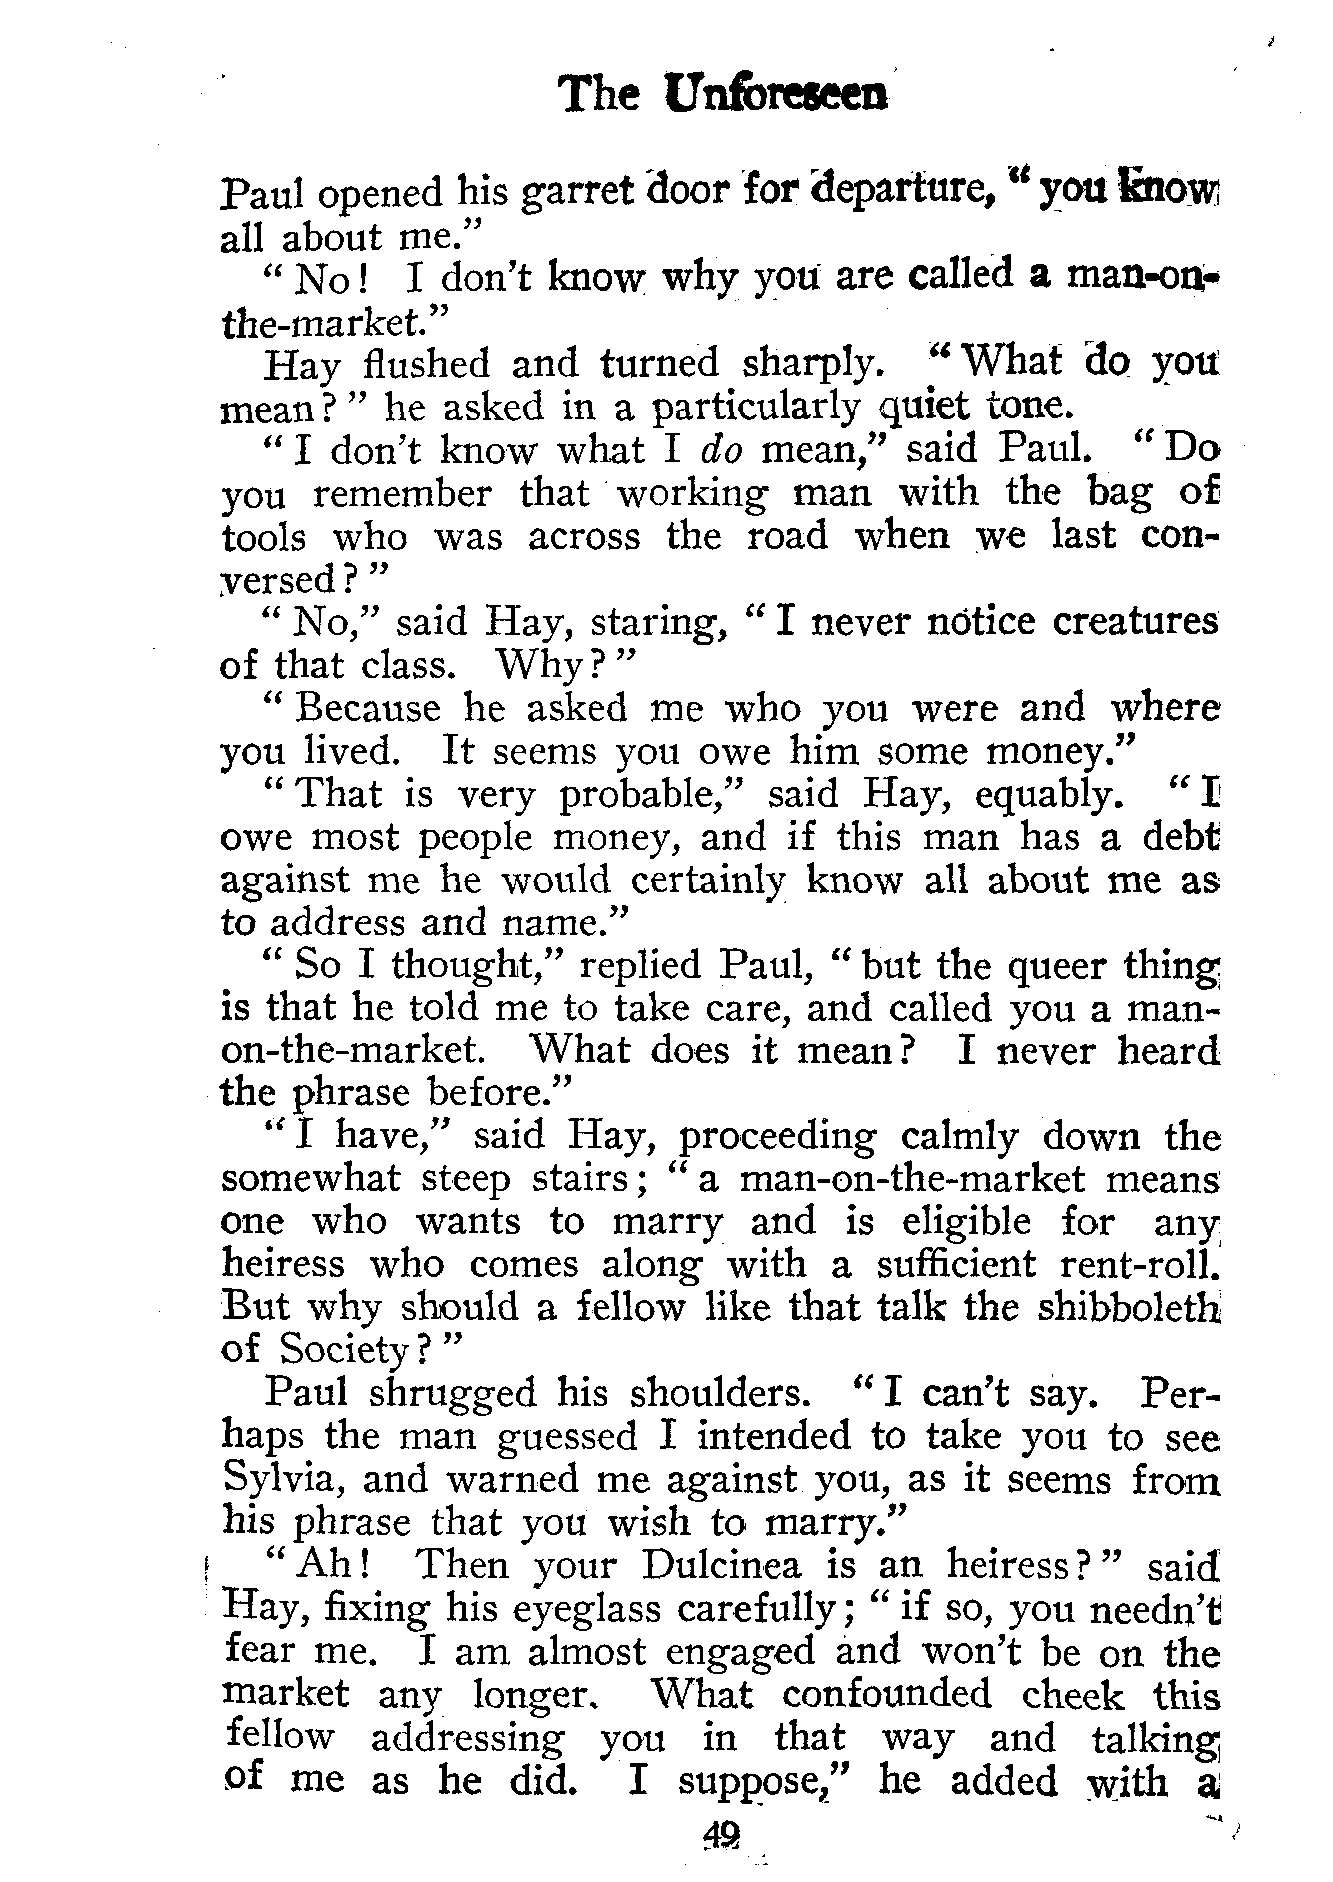 The Unforeseen
Paul opened his garret door for departure, “you know
all about me.”
“No! I don't know why you are called a man-on-
the-market.”
Hay flushed and turned sharply. “What do you
mean?” he asked in a particularly quiet tone.
“I don't know what I do mean,” said Paul. “Do
you remember that working man with the bag of
tools who was across the road when we last con-
versed?”
“No,” said Hay, staring, “I never notice creatures
of that class. Why?”
“Because he asked me who you were and where
you lived. It seems you owe him some money.”
“That is very probable,” said Hay, equably. “I
owe most people money, and if this man has a debt
against me he would certainly know all about me as
to address and name.”
“So I thought,” replied Paul, “but the queer thing
is that he told me to take care, and called you a man-
on-the-market. What does it mean? I never heard
the phrase before.”
“I have,” said Hay, proceeding calmly down the
somewhat steep stairs; “a man-on-the-market means
one who wants to marry and is eligible for any
heiress who comes along with a sufficient rent-roll.
But why should a fellow like that talk the shibboleth
of Society?”
Paul shrugged his shoulders. “I can't say. Per-
haps the man guessed I intended to take you to see
Sylvia, and warned me against you, as it seems from
his phrase that you wish to marry.”
“Ah! Then your Dulcinea is an heiress?” said
Hay, fixing his eyeglass carefully; “if so, you needn't
fear me. I am almost engaged and won't be on the
market any longer. What confounded cheek this
fellow addressing you in that way and talking
of me as he did. I suppose,” he added with a
49